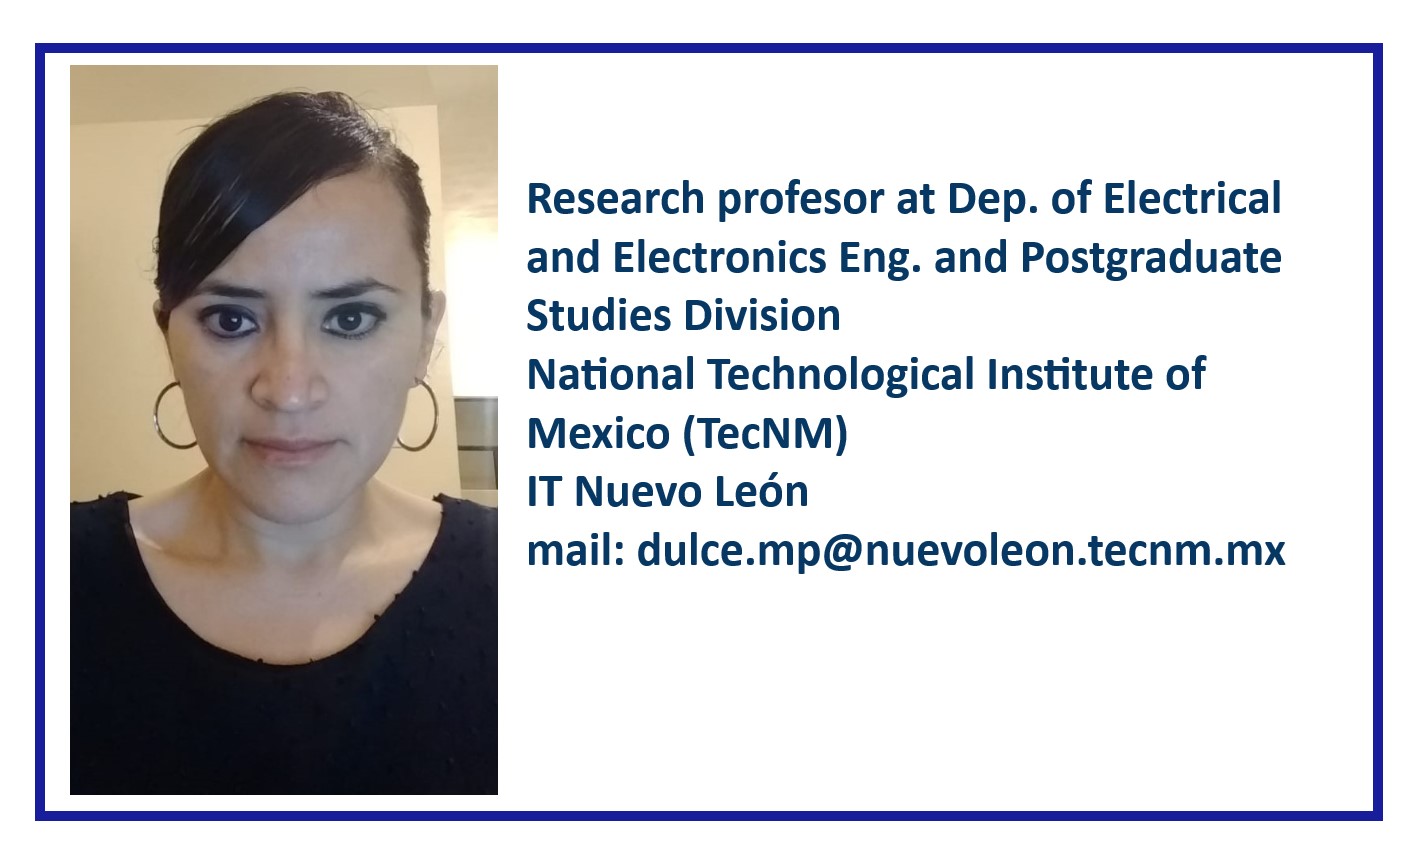 Research profesor at Dep. of Electrical
and Electronics Eng. and Postgraduate
Studies Division
National Technological Institute of
Mexico (TecNM)
IT Nuevo León
mail: dulce.mp@nuevoleon.tecnm.mx